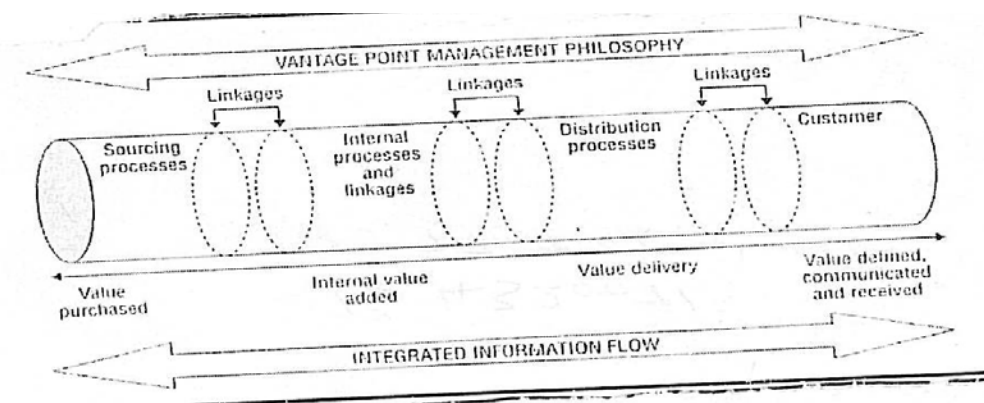 VANTAGE POINT MANAGEMENT PHILOSOPHY
Linkages
Linkages
Linkages
Sourcing
processes
Internal
processes
and
linkages
Distribution
processes
Customer
Value
purchased
Internal value
added
Value delivery
Value defined,
communicated
and received
INTEGRATED INFORMATION FLOW